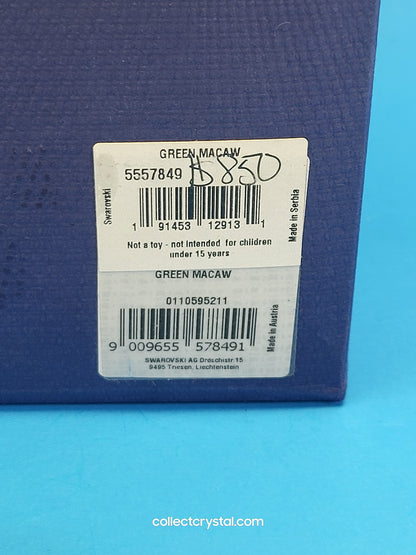 GREEN MACAW
5557849 $850
Swarovski
Made in Serbia
1 91453 12913 1
Not a toy - not intended for children
under 15 years
GREEN MACAW
0110595211
Made in Austria
9 009655 578491
SWAROVSKI AG Dröschistr.15
9495 Triesen, Liechtenstein
collectcrystal.com